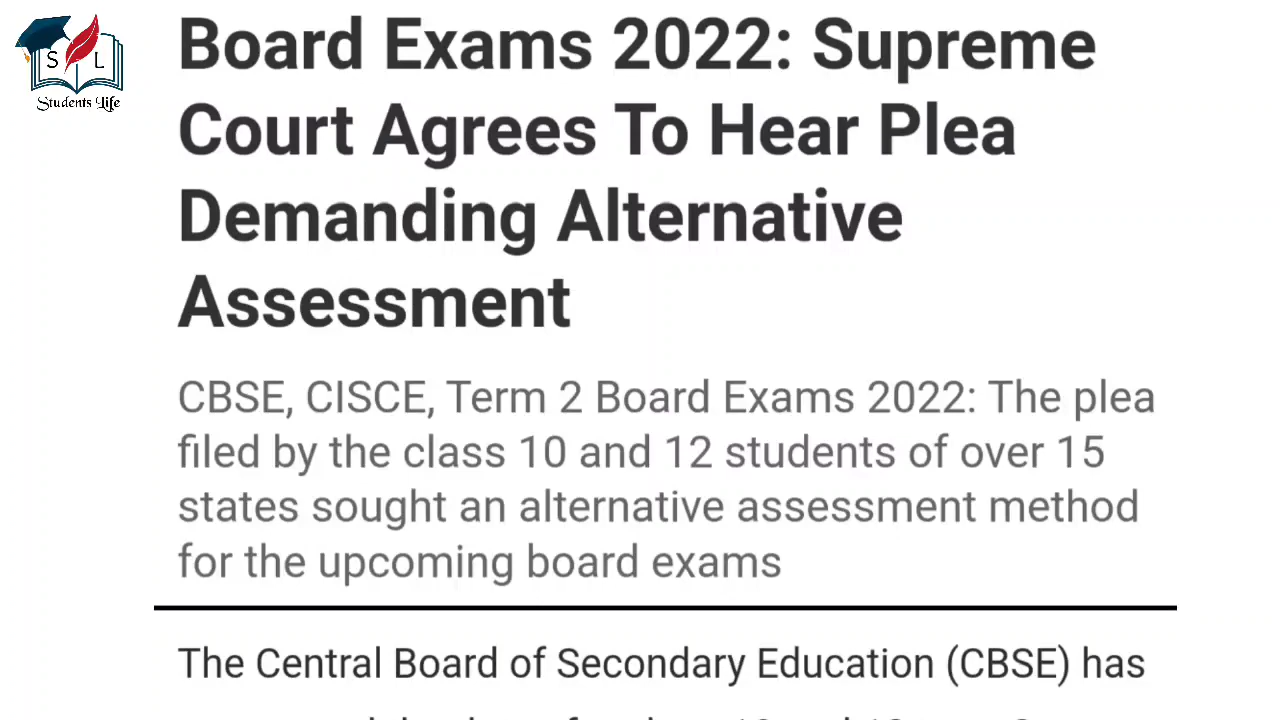 S L
Students Life
Board Exams 2022: Supreme
Court Agrees To Hear Plea
Demanding Alternative
Assessment
CBSE, CISCE, Term 2 Board Exams 2022: The plea
filed by the class 10 and 12 students of over 15
states sought an alternative assessment method
for the upcoming board exams
The Central Board of Secondary Education (CBSE) has